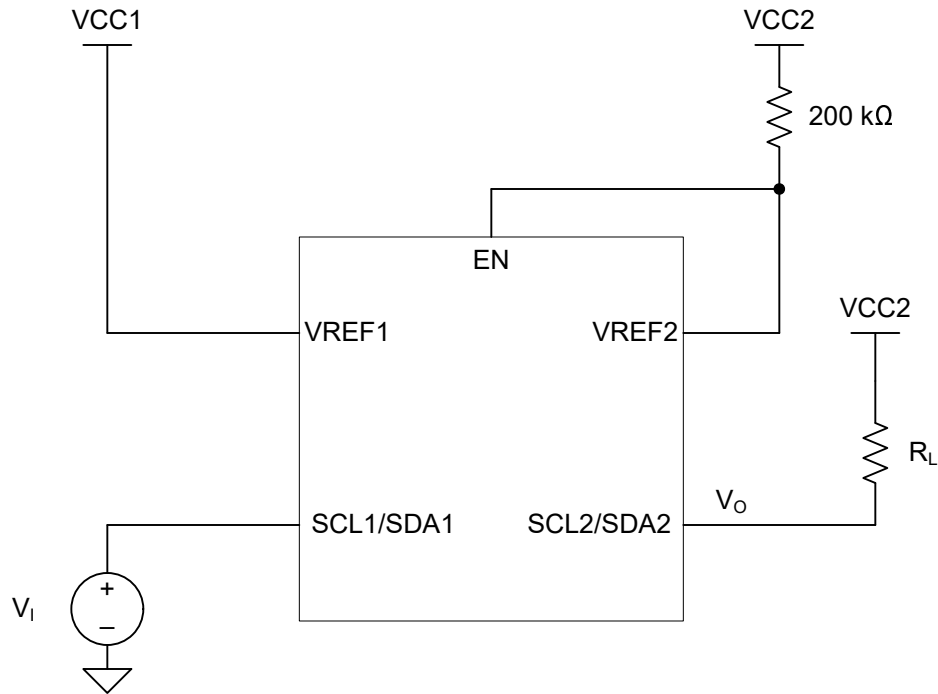 VCC1
VCC2
200 kΩ
EN
VREF1
VREF2
VCC2
RL
SCL1/SDA1
SCL2/SDA2
VO
VI
+
–